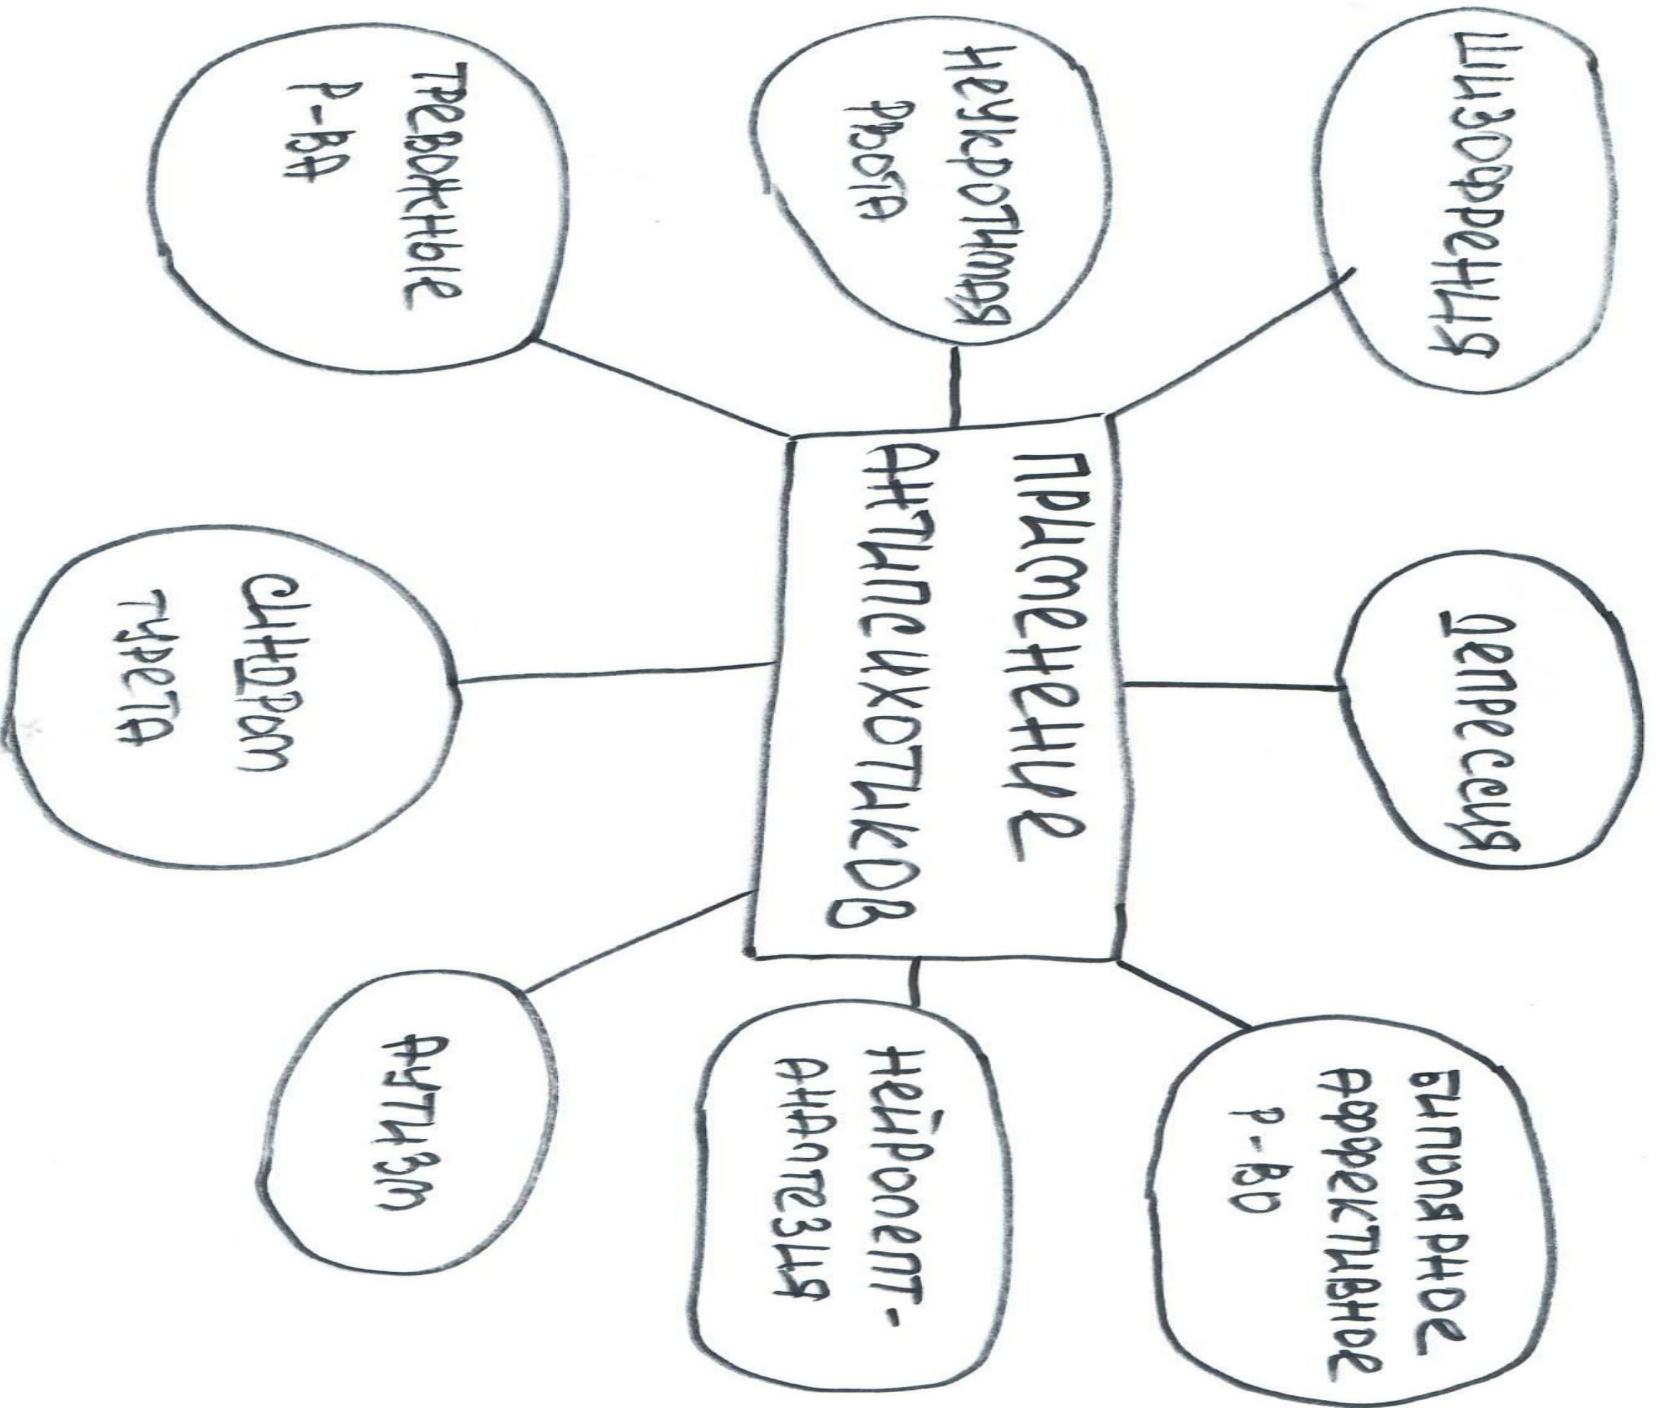 ШИЗОФРЕНИЯ
ДЕПРЕССИЯ
БИПОЛЯРНОЕ
АФФЕКТИВНОЕ
Р-ВО
НЕУКРОТИМАЯ
РВОТА
ПРИМЕНЕНИЕ
АНТИПСИХОТИКОВ
НЕЙРОЛЕПТ-
АНАЛГЕЗИЯ
ТРЕВОЖНЫЕ
Р-ВА
СИНДРОМ
ТУРЕТА
АУТИЗМ